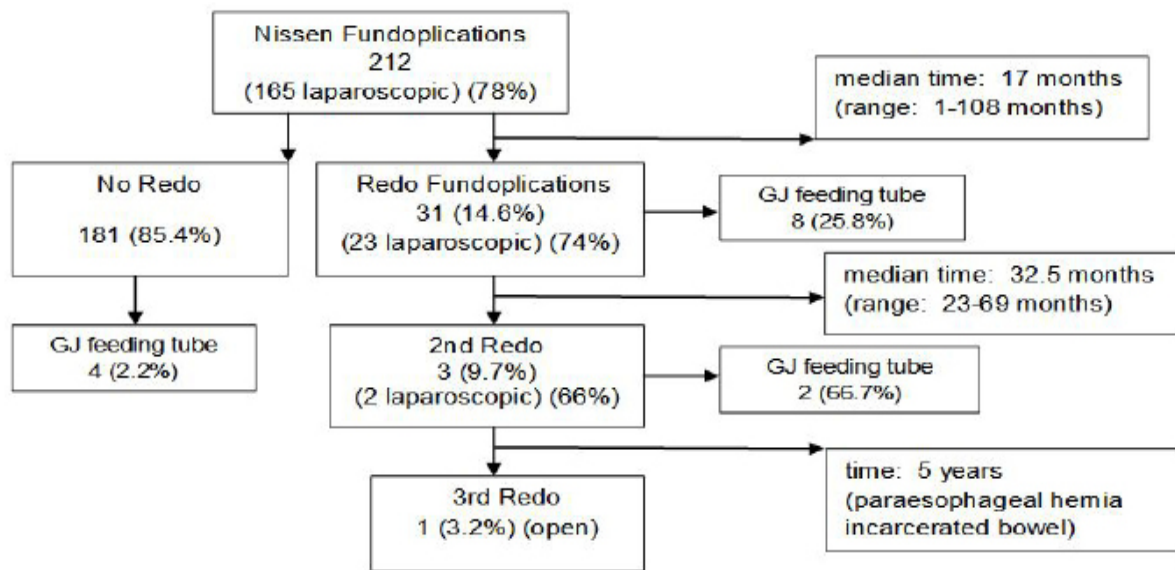 Nissen Fundoplications
212
(165 laparoscopic) (78%)
median time: 17 months
(range: 1-108 months)
No Redo
181 (85.4%)
Redo Fundoplications
31 (14.6%)
(23 laparoscopic) (74%)
GJ feeding tube
8 (25.8%)
median time: 32.5 months
(range: 23-69 months)
GJ feeding tube
4 (2.2%)
2nd Redo
3 (9.7%)
(2 laparoscopic) (66%)
GJ feeding tube
2 (66.7%)
time: 5 years
(paraesophageal hernia
incarcerated bowel)
3rd Redo
1 (3.2%) (open)